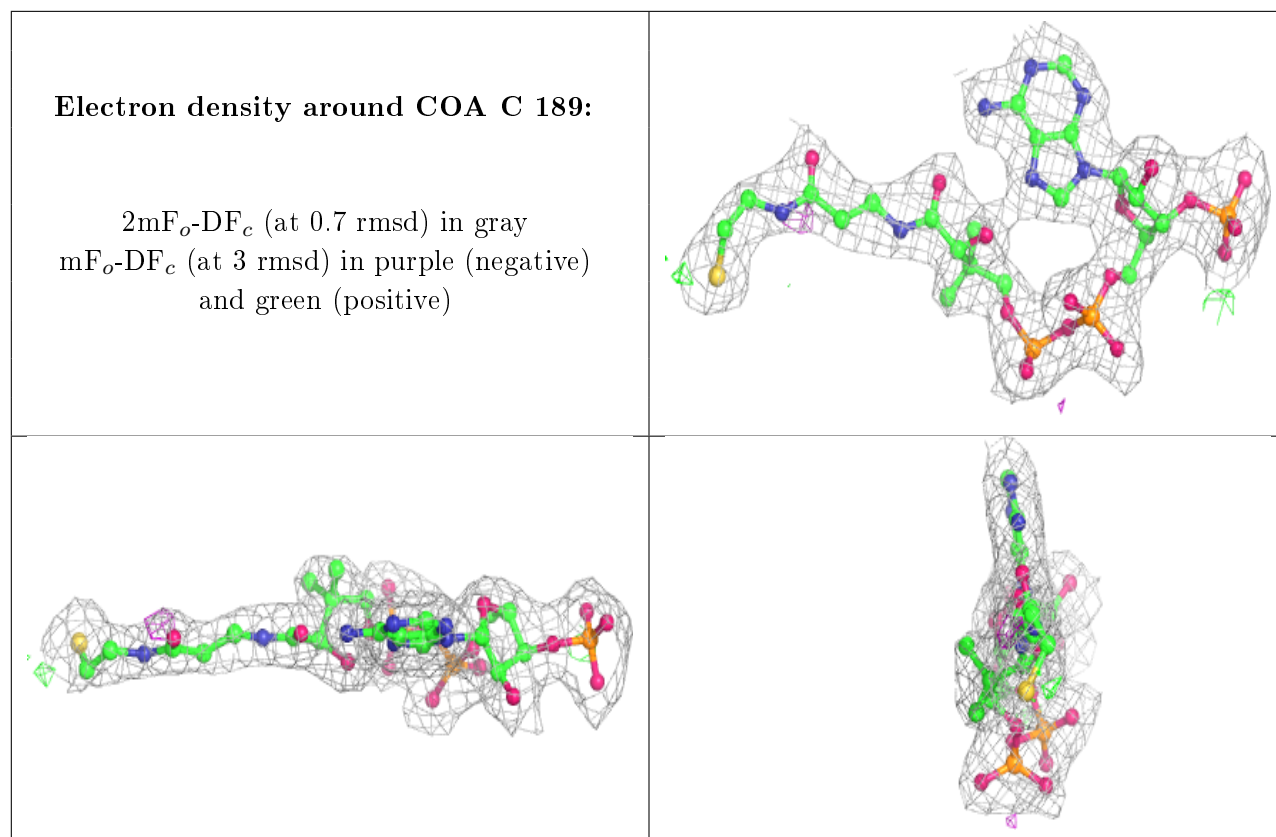 Electron density around COA C 189:
2mFo-DFc (at 0.7 rmsd) in gray
mFo-DFc (at 3 rmsd) in purple (negative)
and green (positive)